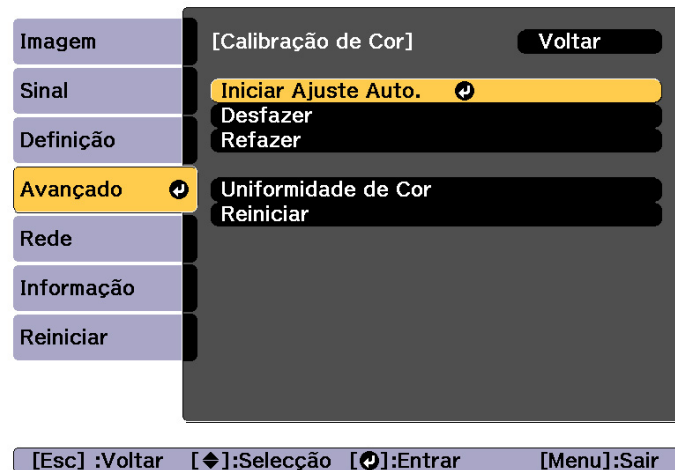 Imagem
Sinal
Definição
Avançado
Rede
Informação
Reiniciar
[Calibração de Cor] Voltar
Iniciar Ajuste Auto.
Desfazer
Refazer
Uniformidade de Cor
Reiniciar
[Esc] :Voltar [◆]:Selecção [↵]:Entrar [Menu]:Sair